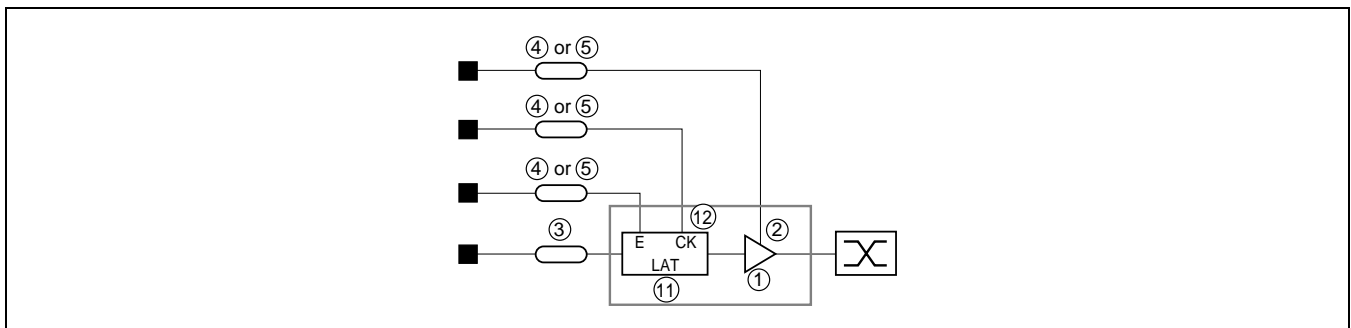 ④ or ⑤
④ or ⑤
④ or ⑤
③
⑫
②
E CK
LAT
①
⑪